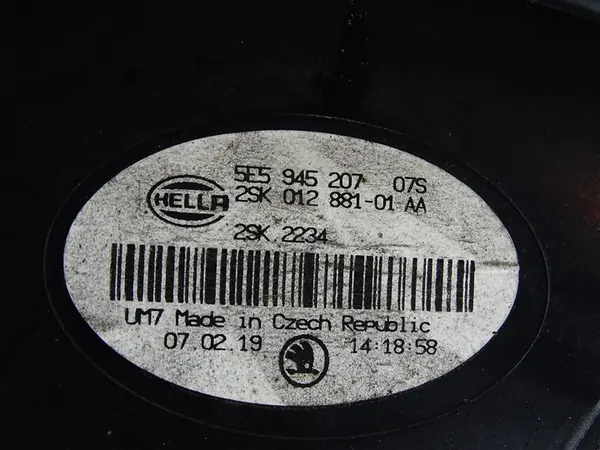 5E5 945 207 07S
HELLA
2SK 012 881-01 AA
2SK 2234
UM7 Made in Czech Republic
07.02.19 14:18:58